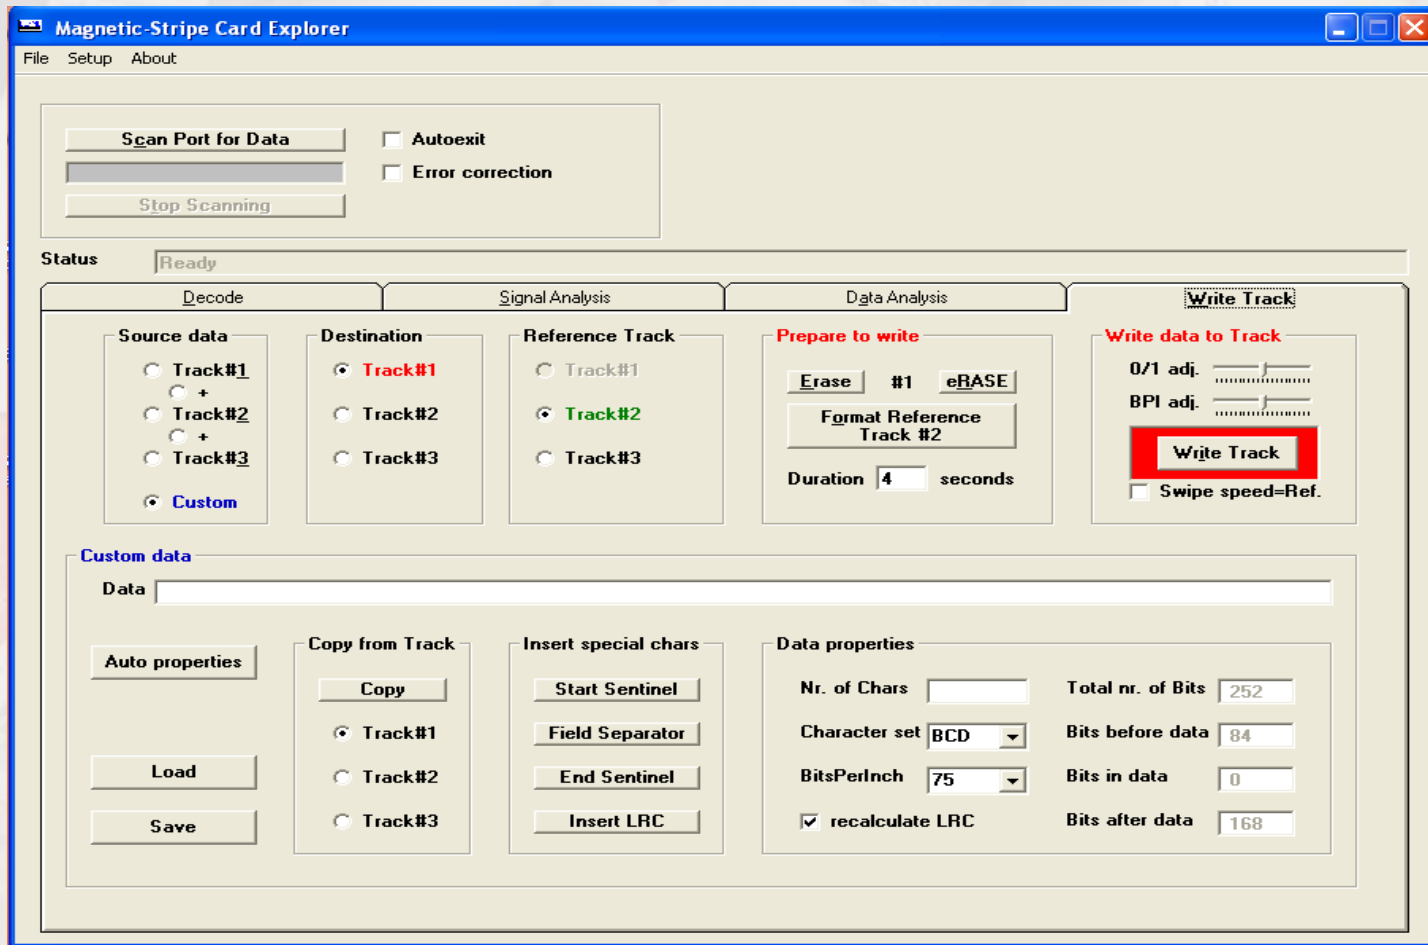 Magnetic-Stripe Card Explorer
File Setup About
Scan Port for Data
Autoexit
Error correction
Stop Scanning
Status Ready
Decode Signal Analysis Data Analysis Write Track
Source data
Track#1
+
Track#2
+
Track#3
Custom
Destination
Track#1
Track#2
Track#3
Reference Track
Track#1
Track#2
Track#3
Prepare to write
Erase #1 eRASE
Format Reference
Track #2
Duration 4 seconds
Write data to Track
0/1 adj.
BPI adj.
Write Track
Swipe speed=Ref.
Custom data
Data
Auto properties
Load
Save
Copy from Track
Copy
Track#1
Track#2
Track#3
Insert special chars
Start Sentinel
Field Separator
End Sentinel
Insert LRC
Data properties
Nr. of Chars Total nr. of Bits 252
Character set BCD Bits before data 84
BitsPerInch 75 Bits in data 0
recalculate LRC Bits after data 168